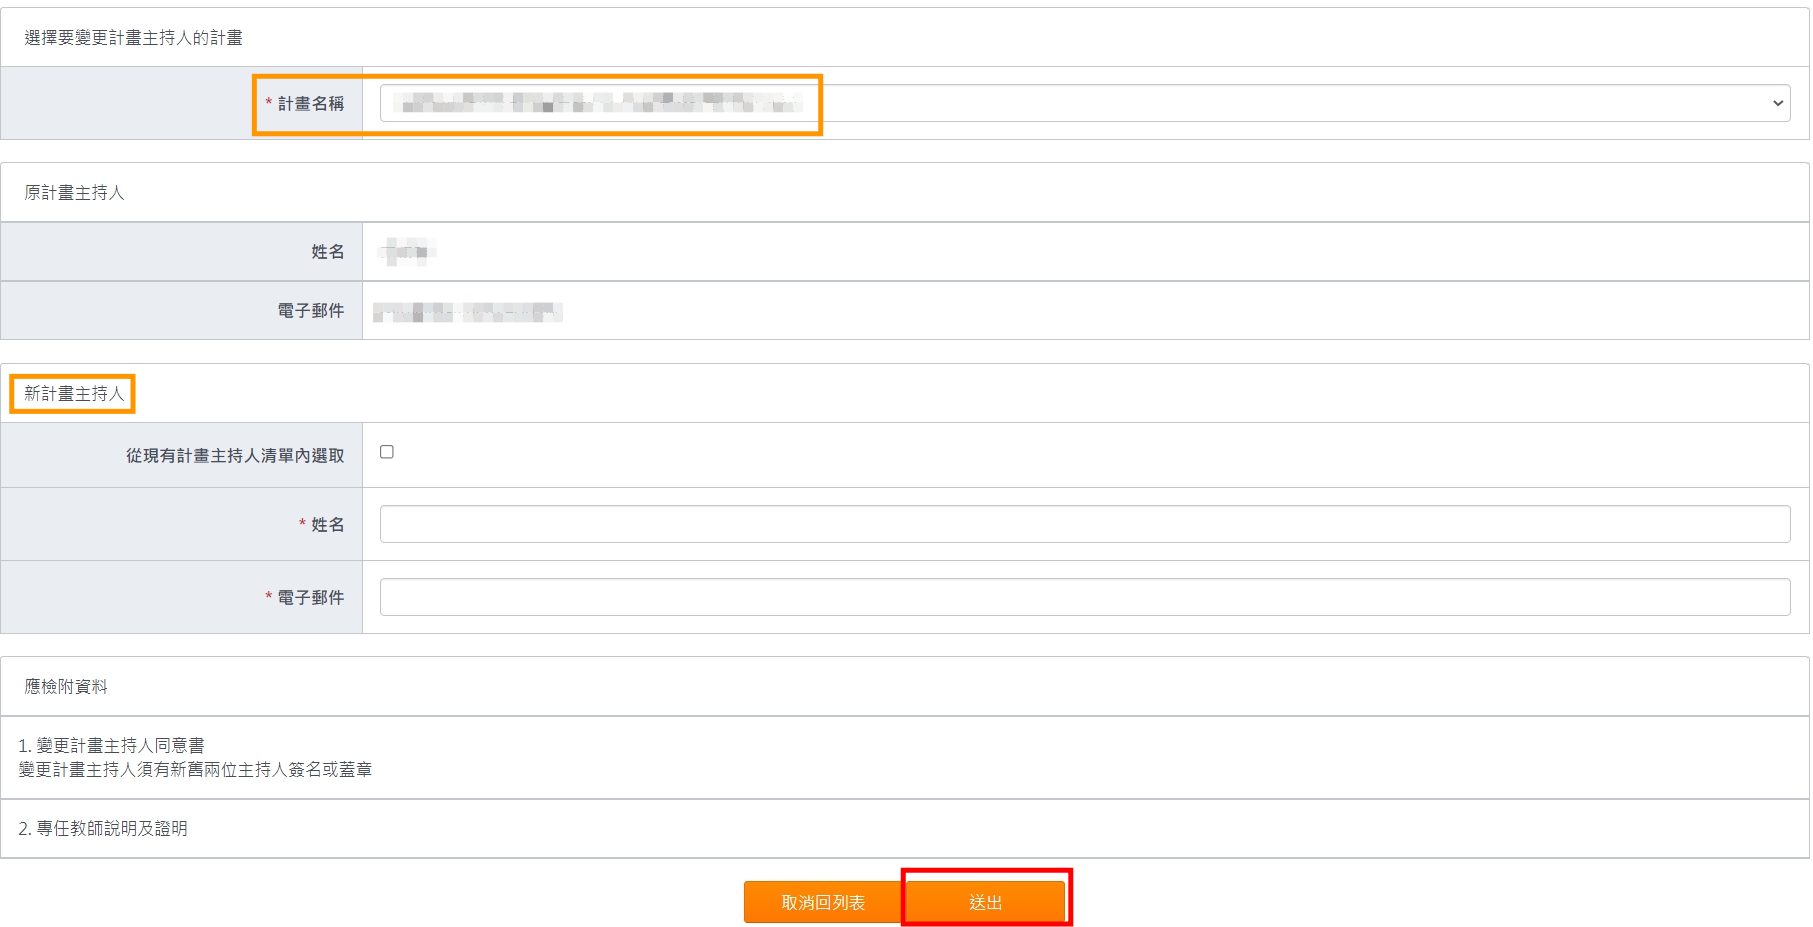 選擇要變更計畫主持人的計畫
* 計畫名稱
原計畫主持人
姓名
電子郵件
新計畫主持人
從現有計畫主持人清單內選取
* 姓名
* 電子郵件
應檢附資料
1. 變更計畫主持人同意書
變更計畫主持人須有新舊兩位主持人簽名或蓋章
2. 專任教師說明及證明
取消回列表 送出